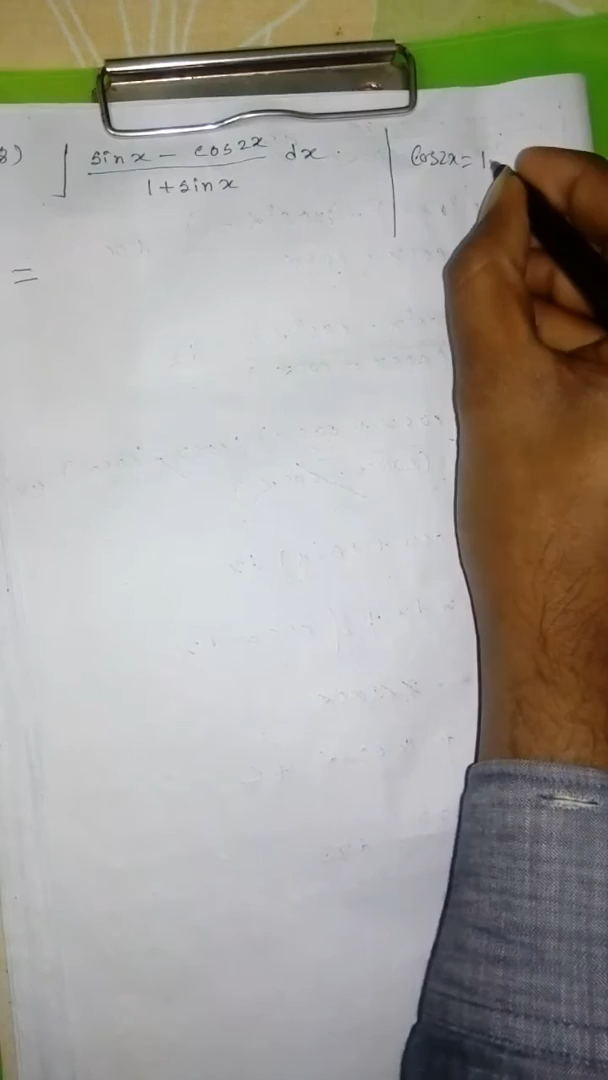 8) ∫ (sin x - cos 2x)/(1 + sin x) dx.
cos2x = 1
=